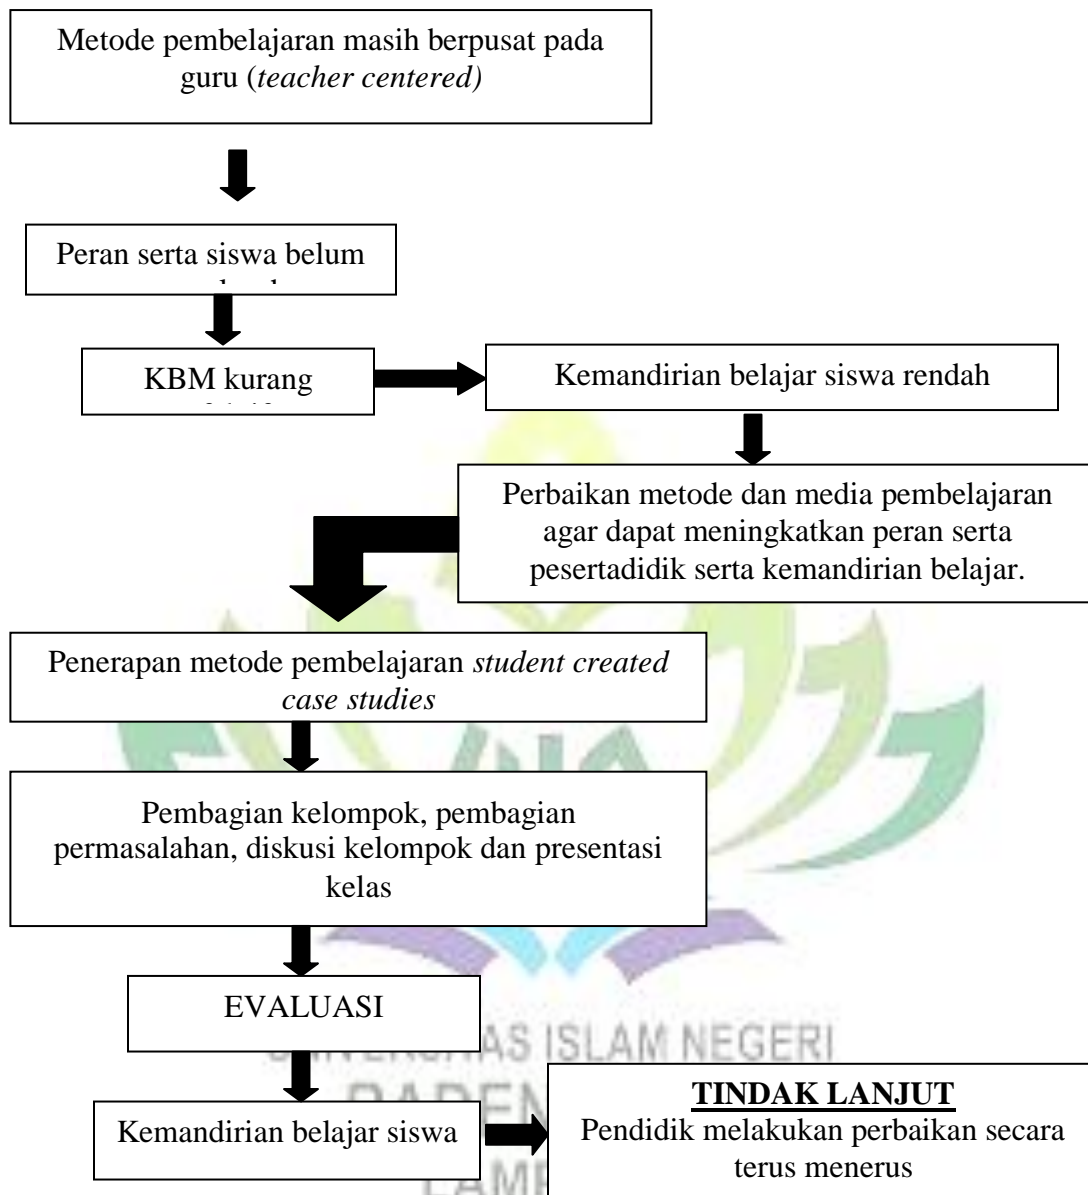 Metode pembelajaran masih berpusat pada
guru (teacher centered)
Peran serta siswa belum
KBM kurang
Kemandirian belajar siswa rendah
Perbaikan metode dan media pembelajaran
agar dapat meningkatkan peran serta
pesertadidik serta kemandirian belajar.
Penerapan metode pembelajaran student created
case studies
Pembagian kelompok, pembagian
permasalahan, diskusi kelompok dan presentasi
kelas
EVALUASI
AS ISLAM NEGERI
Kemandirian belajar siswa
TINDAK LANJUT
Pendidik melakukan perbaikan secara
terus menerus